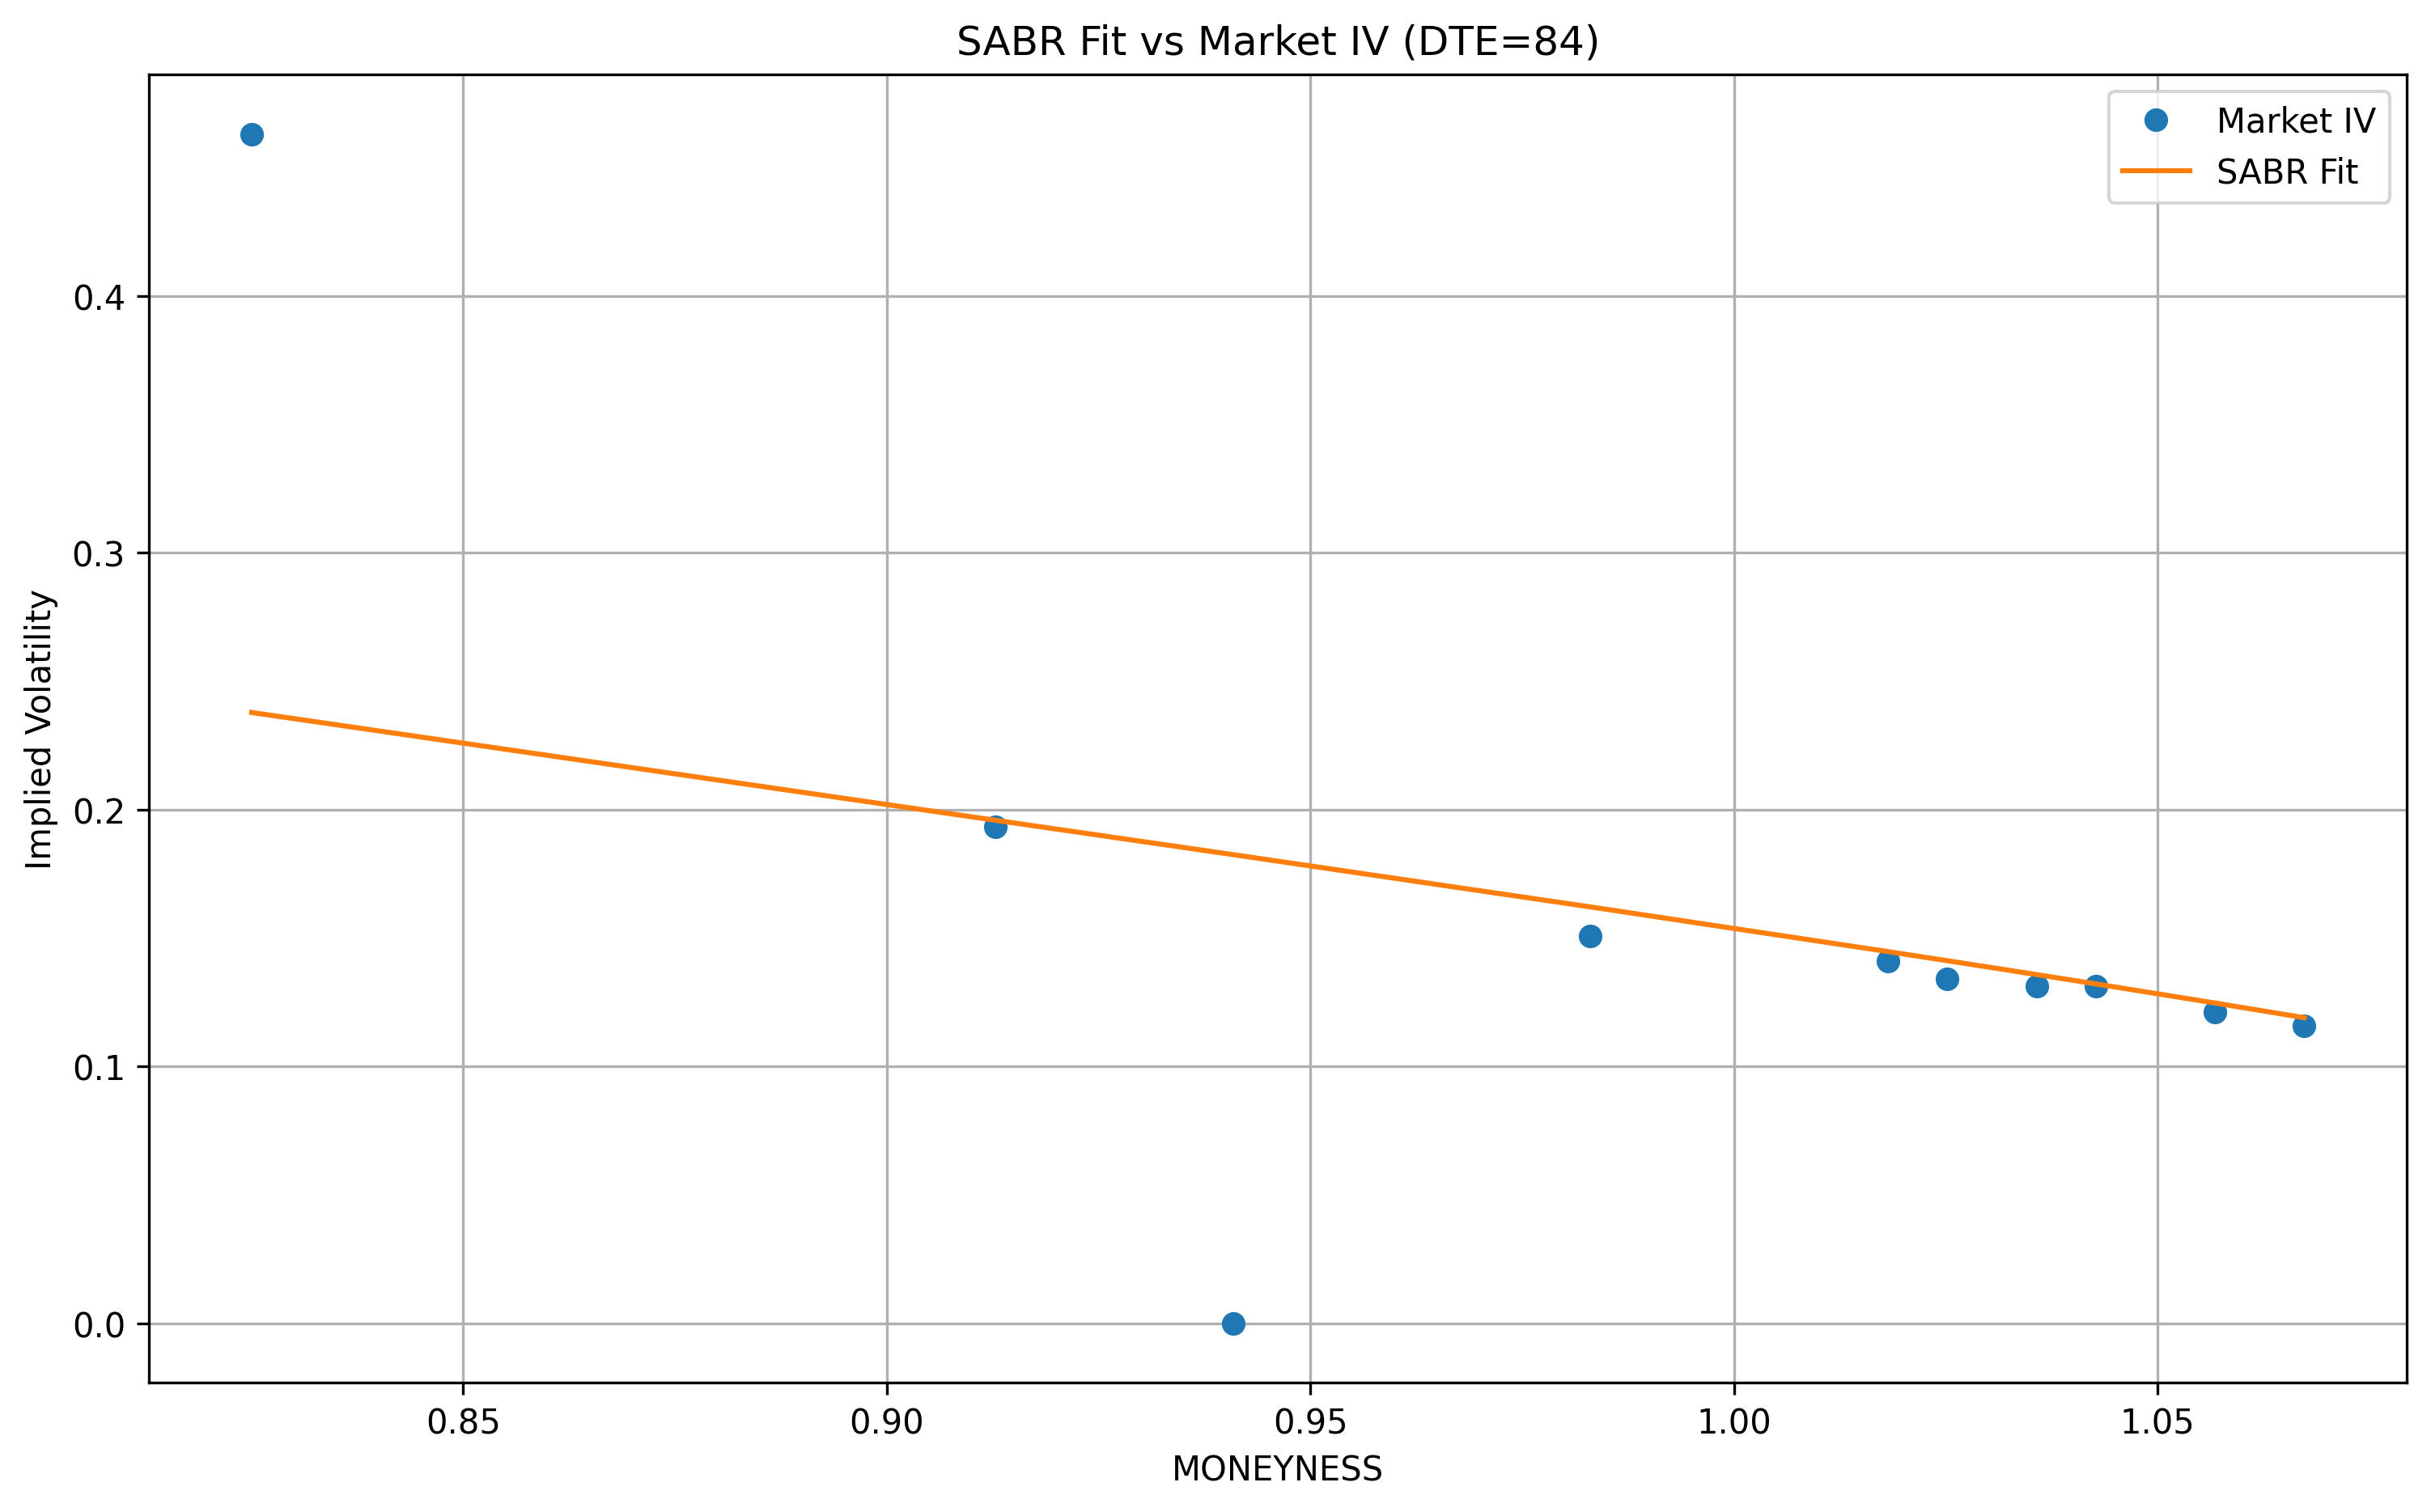 SABR Fit vs Market IV (DTE=84)
Market IV
SABR Fit
Implied Volatility
0.4
0.3
0.2
0.1
0.0
0.85
0.90
0.95
1.00
1.05
MONEYNESS